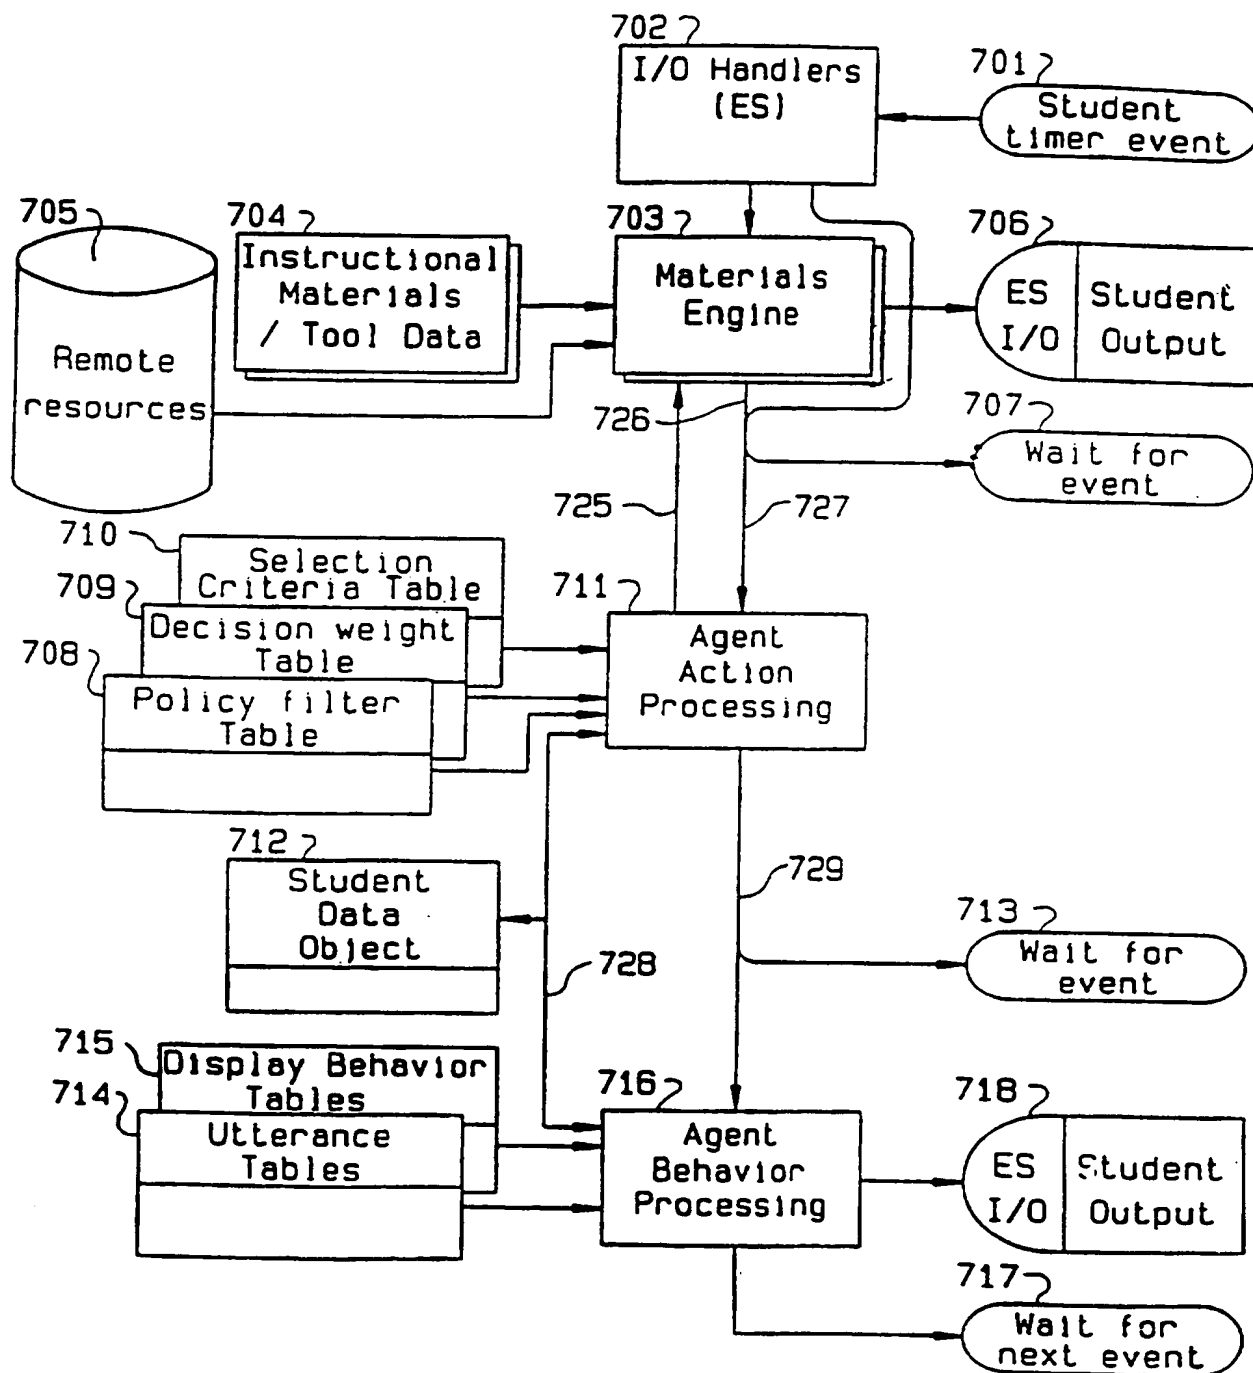 702
I/O Handlers
(ES)
701
Student
timer event
705
Remote
resources
704
Instructional
Materials
/ Tool Data
703
Materials
Engine
706
ES
I/O
Student
Output
726
707
Wait for
event
725
727
710
Selection
Criteria Table
709
Decision weight
Table
708
Policy filter
Table
711
Agent
Action
Processing
712
Student
Data
Object
728
729
713
Wait for
event
715
Display Behavior
Tables
714
Utterance
Tables
716
Agent
Behavior
Processing
718
ES
I/O
Student
Output
717
Wait for
next event